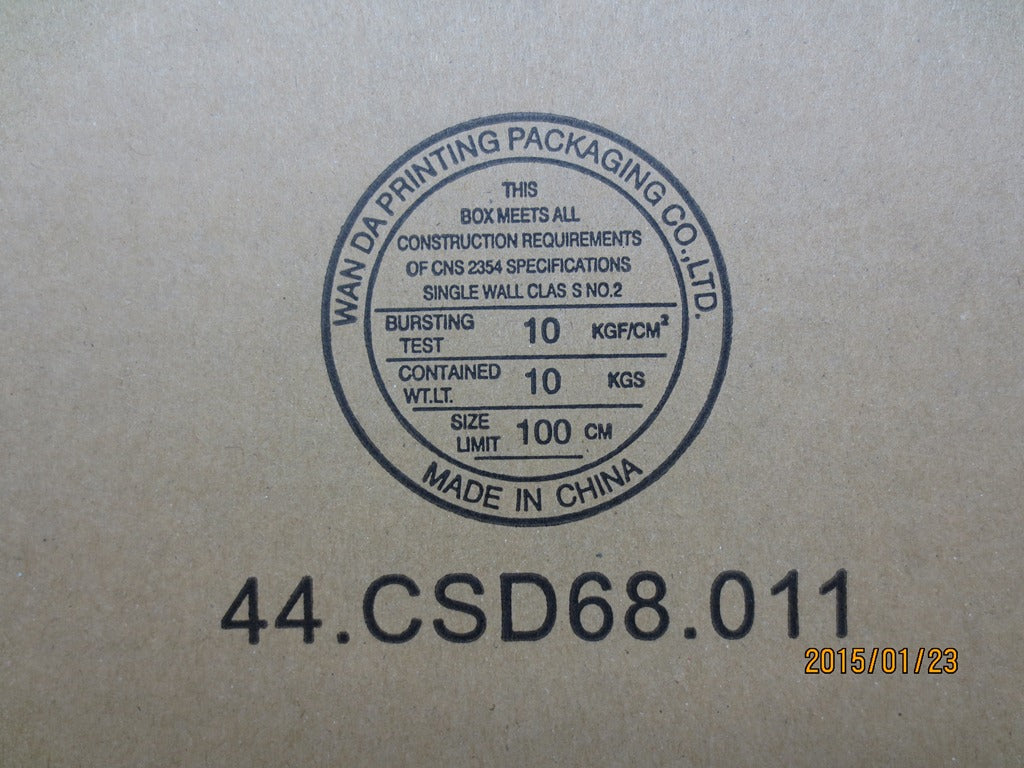 WAN DA PRINTING PACKAGING CO.,LTD.
THIS
BOX MEETS ALL
CONSTRUCTION REQUIREMENTS
OF CNS 2354 SPECIFICATIONS
SINGLE WALL CLAS S NO.2
BURSTING TEST 10 KGF/CM²
CONTAINED WT.LT. 10 KGS
SIZE LIMIT 100 CM
MADE IN CHINA
44.CSD68.011
2015/01/23